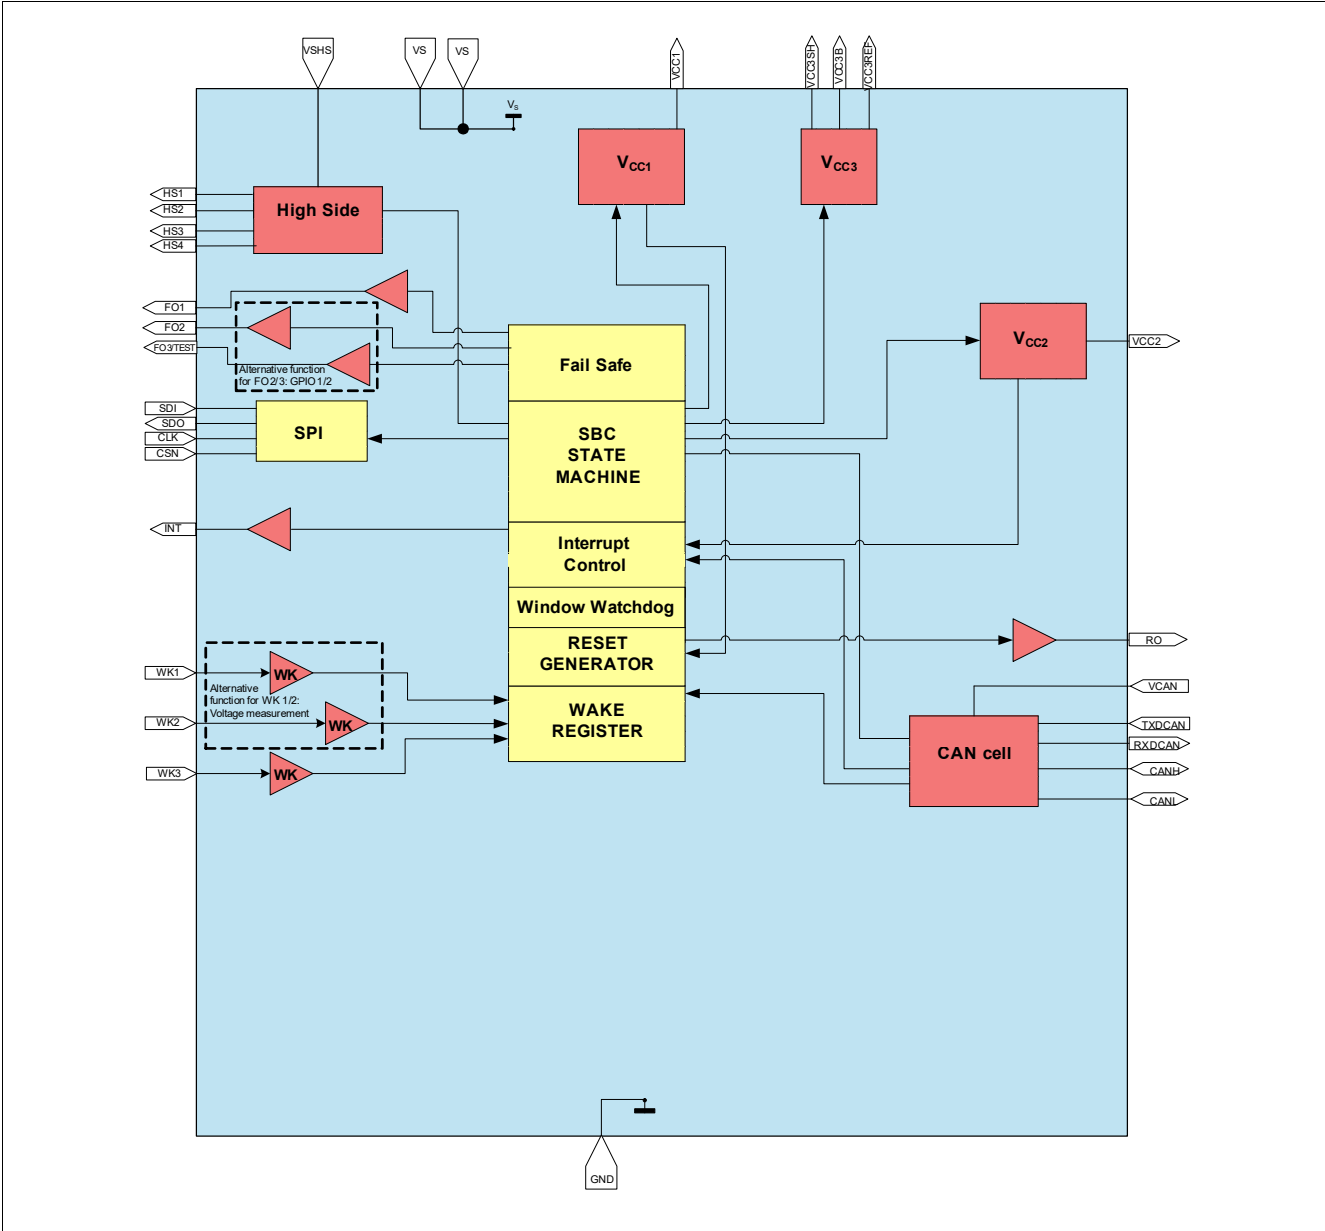 VSHS
VS
VS
VCC1
VCC3SH
VCC3B
VCC3REF
VS
VCC1
VCC3
HS1
HS2
HS3
HS4
High Side
FO1
FO2
FO3/TEST
Alternative function
for FO2/3: GPIO1/2
Fail Safe
VCC2
VCC2
SDI
SDO
CLK
CSN
SPI
SBC
STATE
MACHINE
INT
Interrupt
Control
Window Watchdog
RESET
GENERATOR
RO
WK1
WK
Alternative
function for WK 1/2:
Voltage measurement
WK2
WK
WK3
WK
WAKE
REGISTER
VCAN
TXDCAN
RXDCAN
CANH
CANL
CAN cell
GND